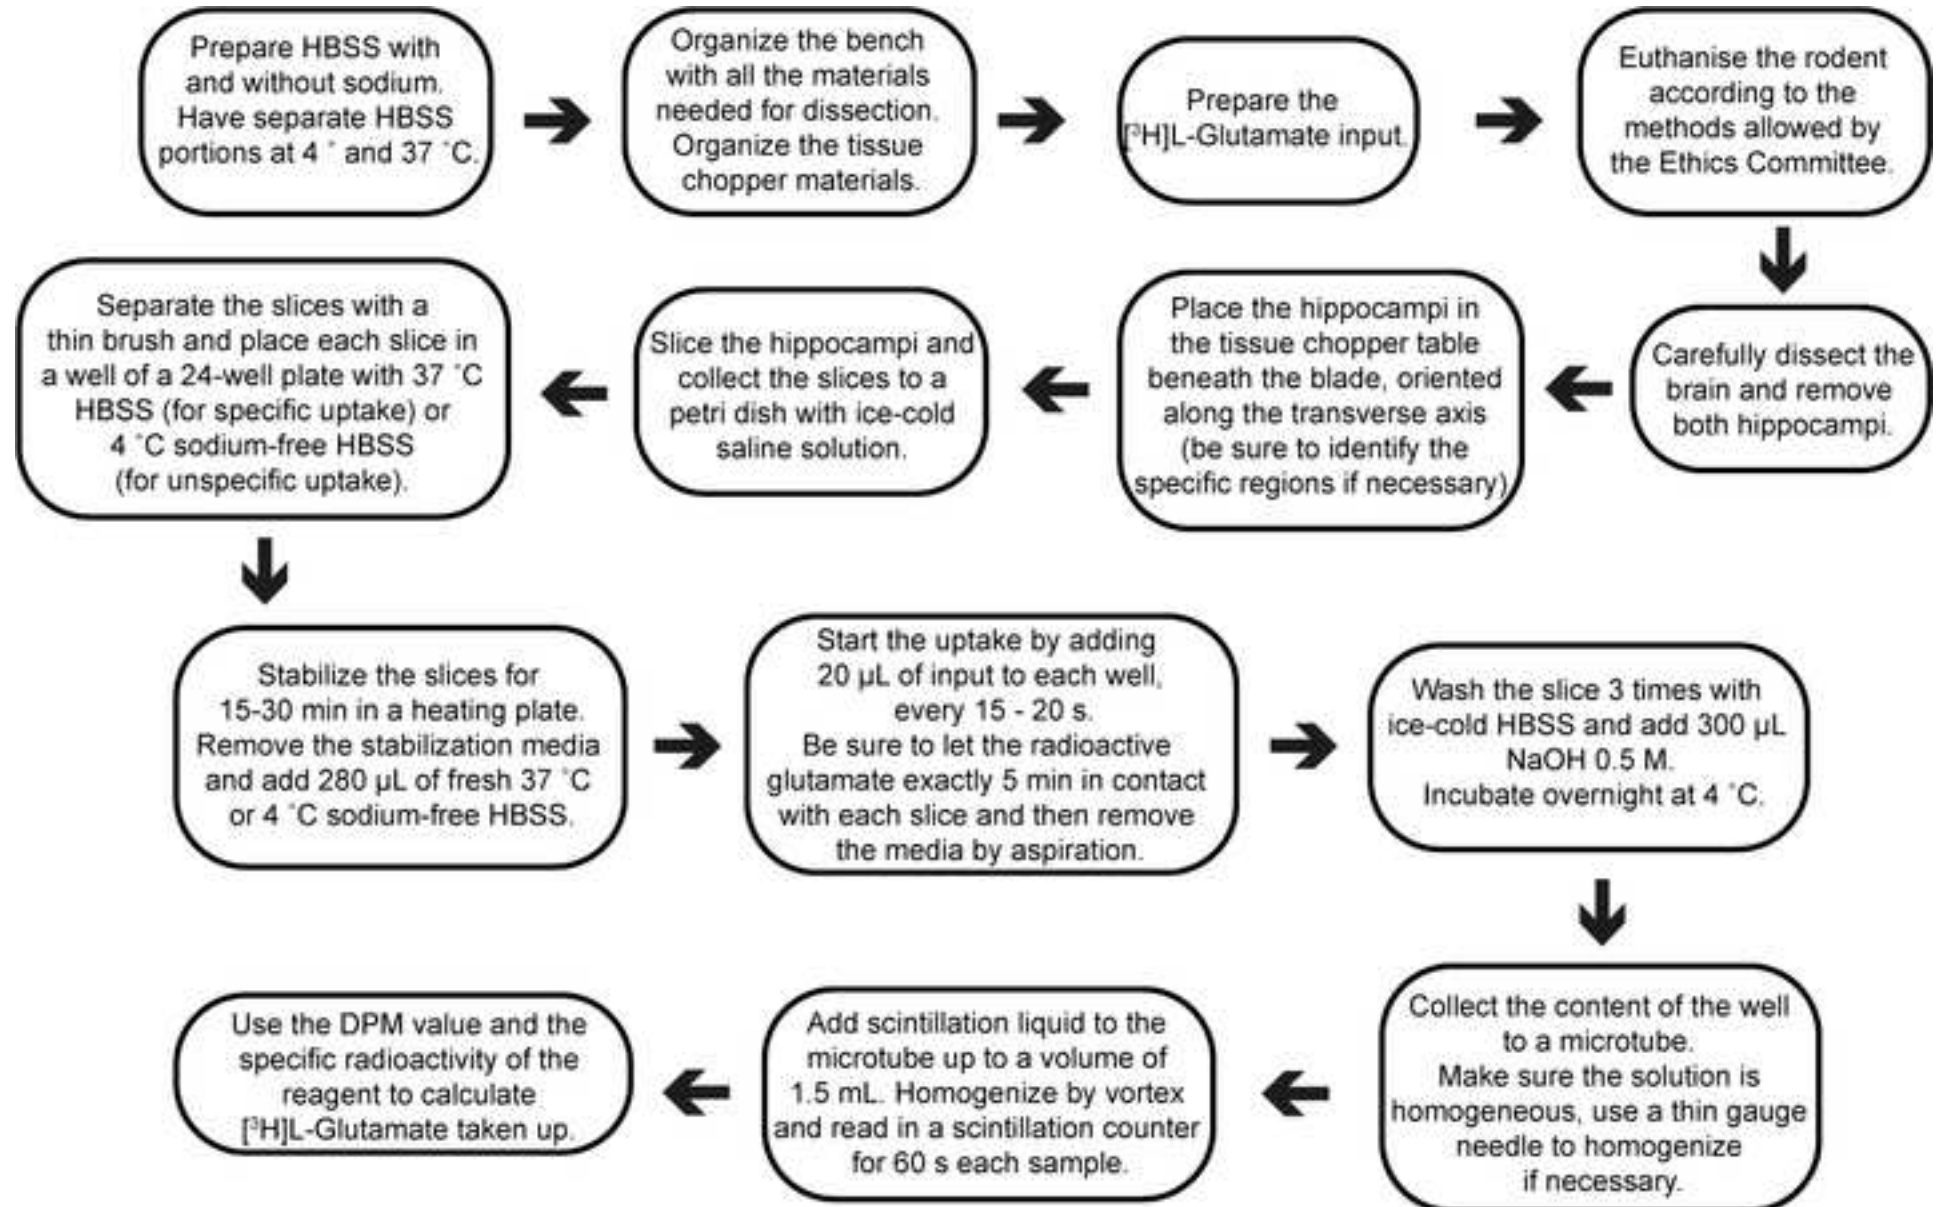 Prepare HBSS with
and without sodium.
Have separate HBSS
portions at 4 ˚ and 37 ˚C.
Organize the bench
with all the materials
needed for dissection.
Organize the tissue
chopper materials.
Prepare the
[³H]L-Glutamate input.
Euthanise the rodent
according to the
methods allowed by
the Ethics Committee.
Carefully dissect the
brain and remove
both hippocampi.
Place the hippocampi in
the tissue chopper table
beneath the blade, oriented
along the transverse axis
(be sure to identify the
specific regions if necessary)
Slice the hippocampi and
collect the slices to a
petri dish with ice-cold
saline solution.
Separate the slices with a
thin brush and place each slice in
a well of a 24-well plate with 37 ˚C
HBSS (for specific uptake) or
4 ˚C sodium-free HBSS
(for unspecific uptake).
Stabilize the slices for
15-30 min in a heating plate.
Remove the stabilization media
and add 280 µL of fresh 37 ˚C
or 4 ˚C sodium-free HBSS.
Start the uptake by adding
20 µL of input to each well,
every 15 - 20 s.
Be sure to let the radioactive
glutamate exactly 5 min in contact
with each slice and then remove
the media by aspiration.
Wash the slice 3 times with
ice-cold HBSS and add 300 µL
NaOH 0.5 M.
Incubate overnight at 4 ˚C.
Collect the content of the well
to a microtube.
Make sure the solution is
homogeneous, use a thin gauge
needle to homogenize
if necessary.
Add scintillation liquid to the
microtube up to a volume of
1.5 mL. Homogenize by vortex
and read in a scintillation counter
for 60 s each sample.
Use the DPM value and the
specific radioactivity of the
reagent to calculate
[³H]L-Glutamate taken up.